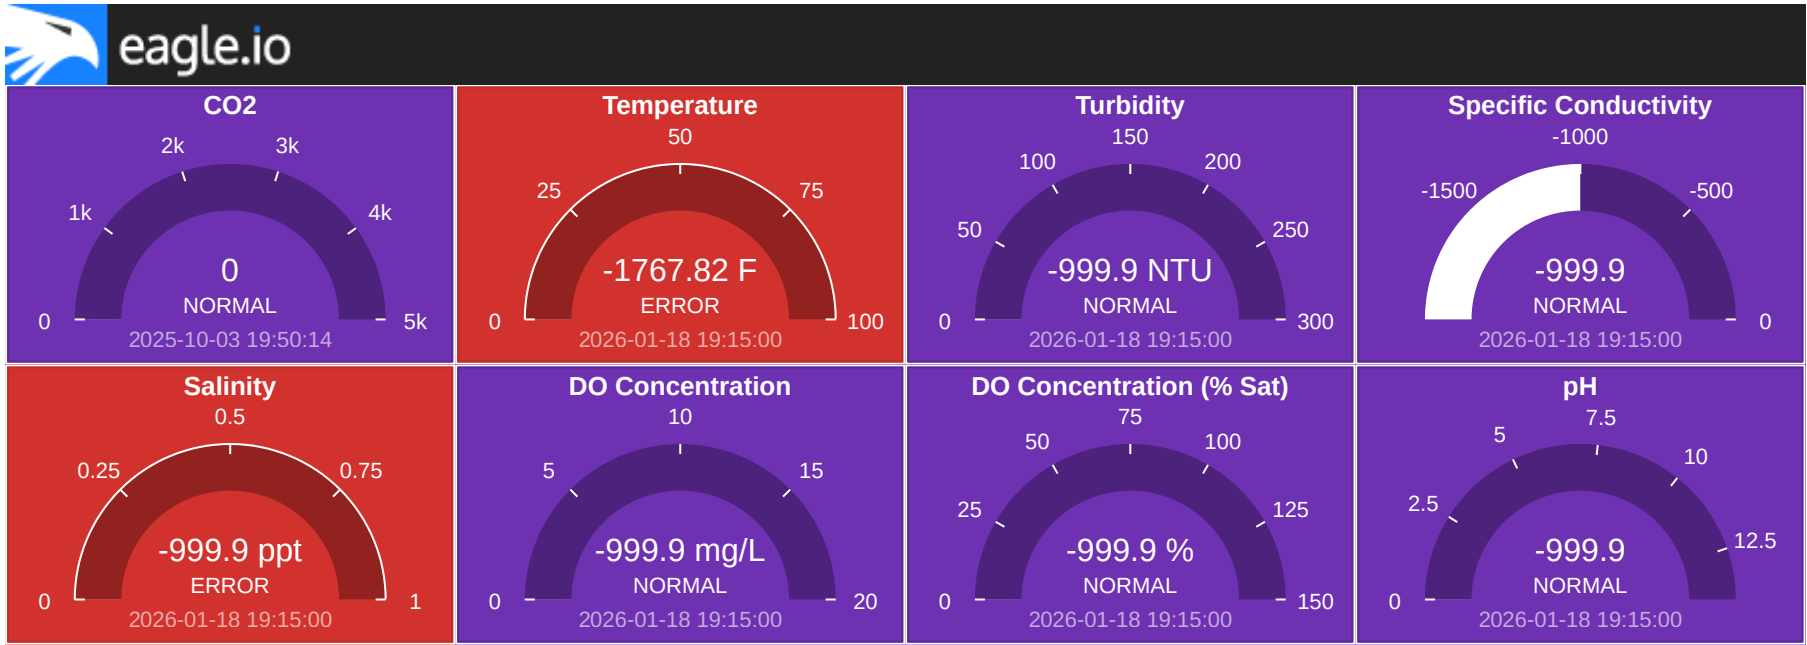 eagle.io
CO2
2k
3k
1k
4k
0
NORMAL
0
5k
2025-10-03 19:50:14
Temperature
50
25
75
-1767.82 F
ERROR
0
100
2026-01-18 19:15:00
Turbidity
150
100
200
50
250
-999.9 NTU
NORMAL
0
300
2026-01-18 19:15:00
Specific Conductivity
-1000
-1500
-500
-999.9
NORMAL
0
2026-01-18 19:15:00
Salinity
0.5
0.25
0.75
-999.9 ppt
ERROR
0
1
2026-01-18 19:15:00
DO Concentration
10
5
15
-999.9 mg/L
NORMAL
0
20
2026-01-18 19:15:00
DO Concentration (% Sat)
75
50
100
25
125
-999.9 %
NORMAL
0
150
2026-01-18 19:15:00
pH
7.5
5
10
2.5
12.5
-999.9
NORMAL
0
2026-01-18 19:15:00